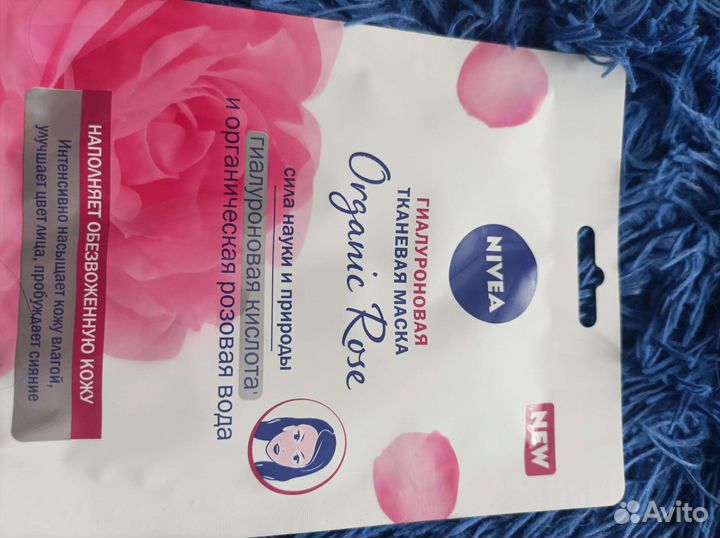 NIVEA
NEW
ГИАЛУРОНОВАЯ
ТКАНЕВАЯ МАСКА
Organic Rose
сила науки и природы
гиалуроновая кислота
и органическая розовая вода
НАПОЛНЯЕТ ОБЕЗВОЖЕННУЮ КОЖУ
Интенсивно насыщает кожу влагой,
улучшает цвет лица, пробуждает сияние
Avito